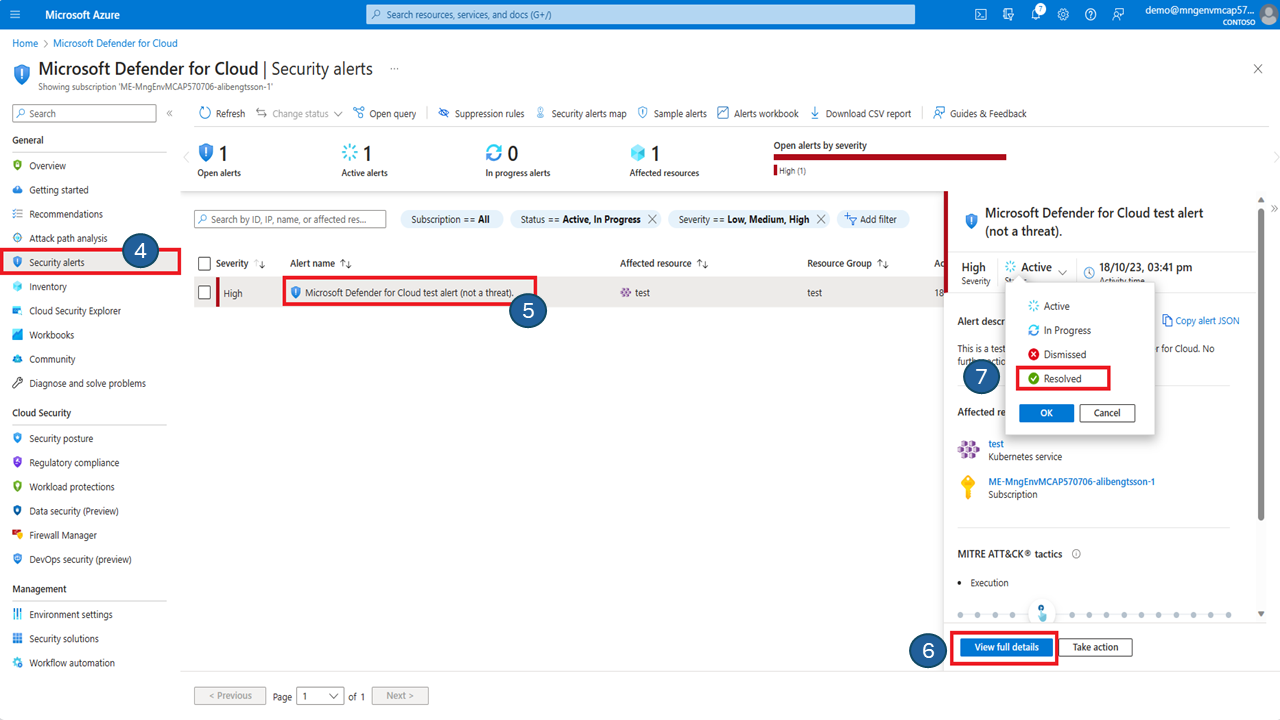 Microsoft Azure
Search resources, services, and docs (G+/)
7
demo@mngenvmcap57...
CONTOSO
Home > Microsoft Defender for Cloud
Microsoft Defender for Cloud | Security alerts ...
Showing subscription 'ME-MngEnvMCAP570706-alibengtsson-1'
Search «
Refresh Change status Open query Suppression rules Security alerts map Sample alerts Alerts workbook Download CSV report Guides & Feedback
General
Overview
Getting started
Recommendations
Attack path analysis
4
Security alerts
Inventory
Cloud Security Explorer
Workbooks
Community
Diagnose and solve problems
Cloud Security
Security posture
Regulatory compliance
Workload protections
Data security (Preview)
Firewall Manager
DevOps security (preview)
Management
Environment settings
Security solutions
Workflow automation
1
Open alerts
1
Active alerts
0
In progress alerts
1
Affected resources
Open alerts by severity
High (1)
Search by ID, IP, name, or affected res...
Subscription == All
Status == Active, In Progress
Severity == Low, Medium, High
Add filter
Severity ↑↓ Alert name ↑↓ Affected resource ↑↓ Resource Group ↑↓ Ac
High Microsoft Defender for Cloud test alert (not a threat). test test 18
5
< Previous Page 1 of 1 Next >
»
Microsoft Defender for Cloud test alert
(not a threat).
High
Severity
Active
18/10/23, 03:41 pm
Activity time
Alert descr
Copy alert JSON
This is a test
r for Cloud. No
Active
In Progress
Dismissed
7
Resolved
OK Cancel
Affected re
test
Kubernetes service
ME-MngEnvMCAP570706-alibengtsson-1
Subscription
MITRE ATT&CK® tactics
• Execution
6
View full details Take action